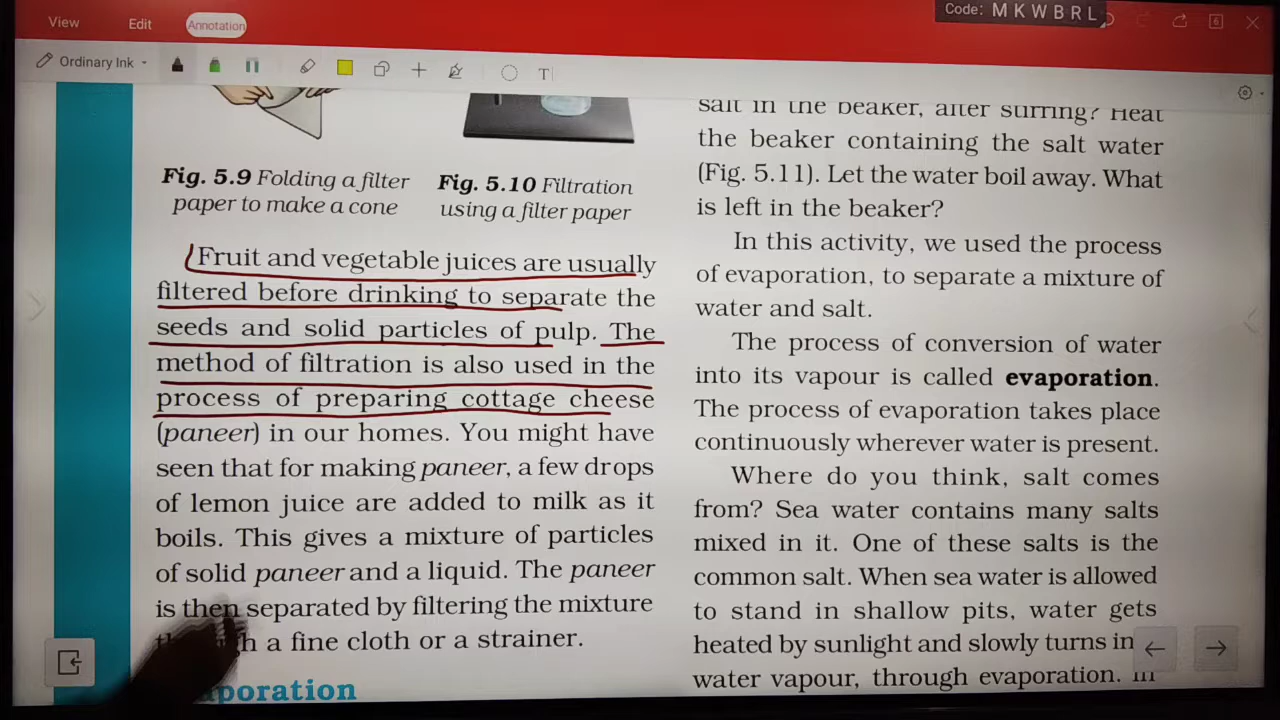 View Edit Annotation
Code: M K W B R L
Ordinary Ink
Fig. 5.9 Folding a filter
paper to make a cone
Fig. 5.10 Filtration
using a filter paper
Fruit and vegetable juices are usually
filtered before drinking to separate the
seeds and solid particles of pulp. The
method of filtration is also used in the
process of preparing cottage cheese
(paneer) in our homes. You might have
seen that for making paneer, a few drops
of lemon juice are added to milk as it
boils. This gives a mixture of particles
of solid paneer and a liquid. The paneer
is then separated by filtering the mixture
a fine cloth or a strainer.
salt in the beaker, after stirring? Heat
the beaker containing the salt water
(Fig. 5.11). Let the water boil away. What
is left in the beaker?
In this activity, we used the process
of evaporation, to separate a mixture of
water and salt.
The process of conversion of water
into its vapour is called evaporation.
The process of evaporation takes place
continuously wherever water is present.
Where do you think, salt comes
from? Sea water contains many salts
mixed in it. One of these salts is the
common salt. When sea water is allowed
to stand in shallow pits, water gets
heated by sunlight and slowly turns in
water vapour, through evaporation. In